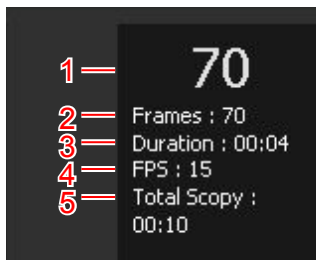 1 70
2 Frames : 70
3 Duration : 00:04
4 FPS : 15
5 Total Scopy :
00:10